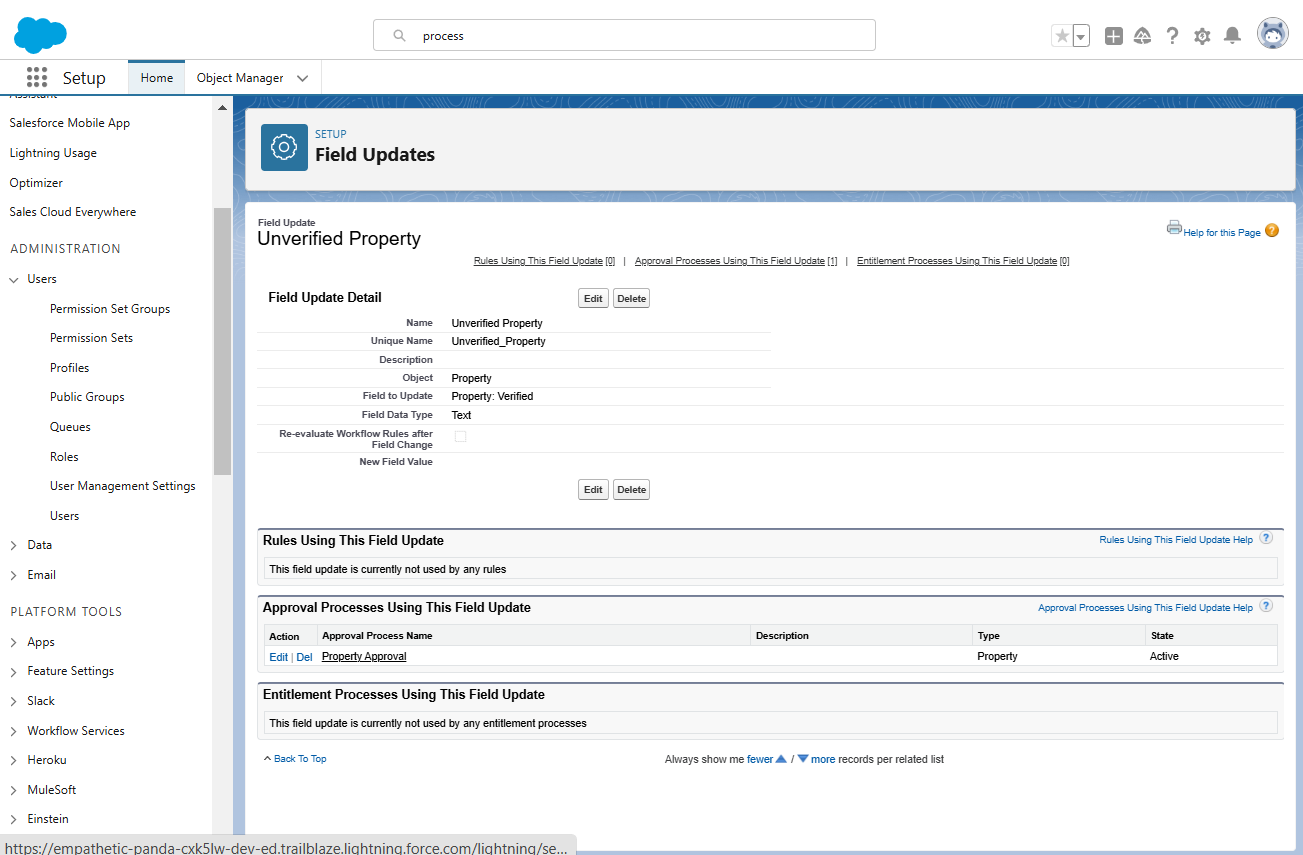 process
Setup
Home
Object Manager
Assistant
Salesforce Mobile App
Lightning Usage
Optimizer
Sales Cloud Everywhere
ADMINISTRATION
Users
Permission Set Groups
Permission Sets
Profiles
Public Groups
Queues
Roles
User Management Settings
Users
Data
Email
PLATFORM TOOLS
Apps
Feature Settings
Slack
Workflow Services
Heroku
MuleSoft
Einstein
SETUP
Field Updates
Field Update
Unverified Property
Help for this Page
Rules Using This Field Update [0] | Approval Processes Using This Field Update [1] | Entitlement Processes Using This Field Update [0]
Field Update Detail Edit Delete
Name Unverified Property
Unique Name Unverified_Property
Description
Object Property
Field to Update Property: Verified
Field Data Type Text
Re-evaluate Workflow Rules after
Field Change
New Field Value
Edit Delete
Rules Using This Field Update Rules Using This Field Update Help ?
This field update is currently not used by any rules
Approval Processes Using This Field Update Approval Processes Using This Field Update Help ?
Action Approval Process Name Description Type State
Edit | Del Property Approval Property Active
Entitlement Processes Using This Field Update
This field update is currently not used by any entitlement processes
Back To Top Always show me fewer / more records per related list
https://empathetic-panda-cxk5lw-dev-ed.trailblaze.lightning.force.com/lightning/se...